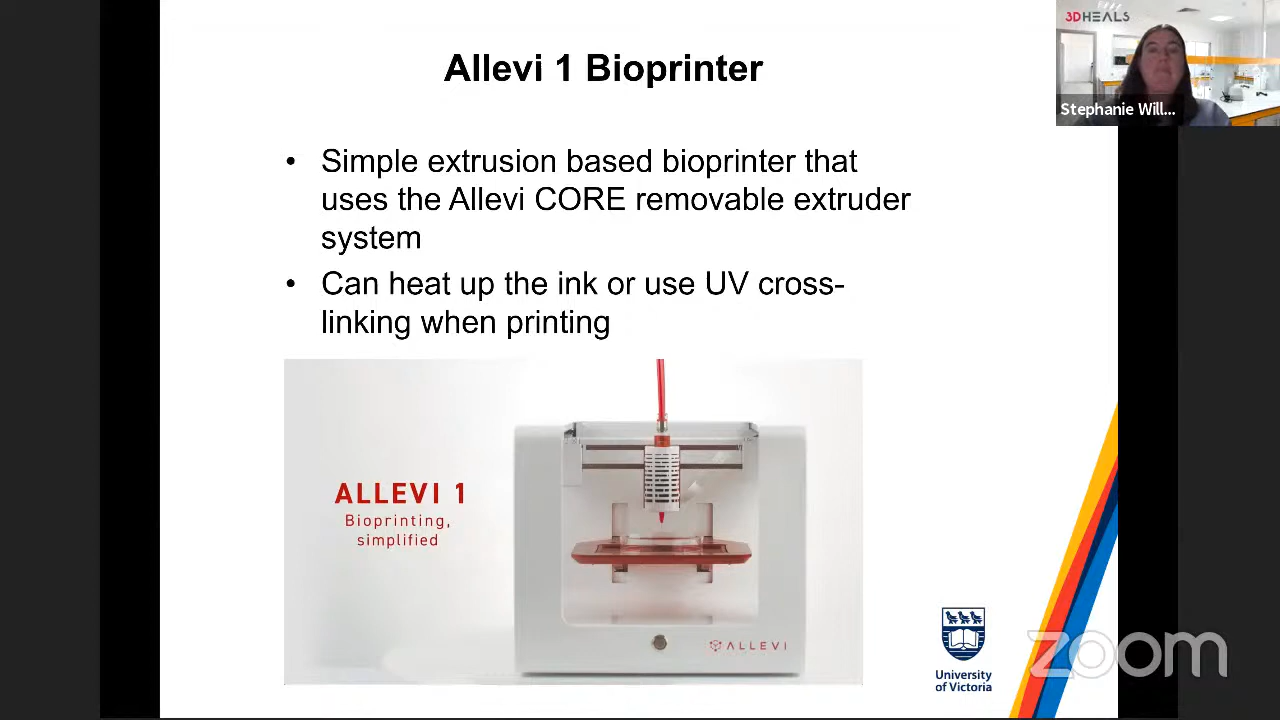 Allevi 1 Bioprinter
3DHEALS
Stephanie Will...
• Simple extrusion based bioprinter that
uses the Allevi CORE removable extruder
system
• Can heat up the ink or use UV cross-
linking when printing
ALLEVI 1
Bioprinting,
simplified
ALLEVI
University
of Victoria
zoom